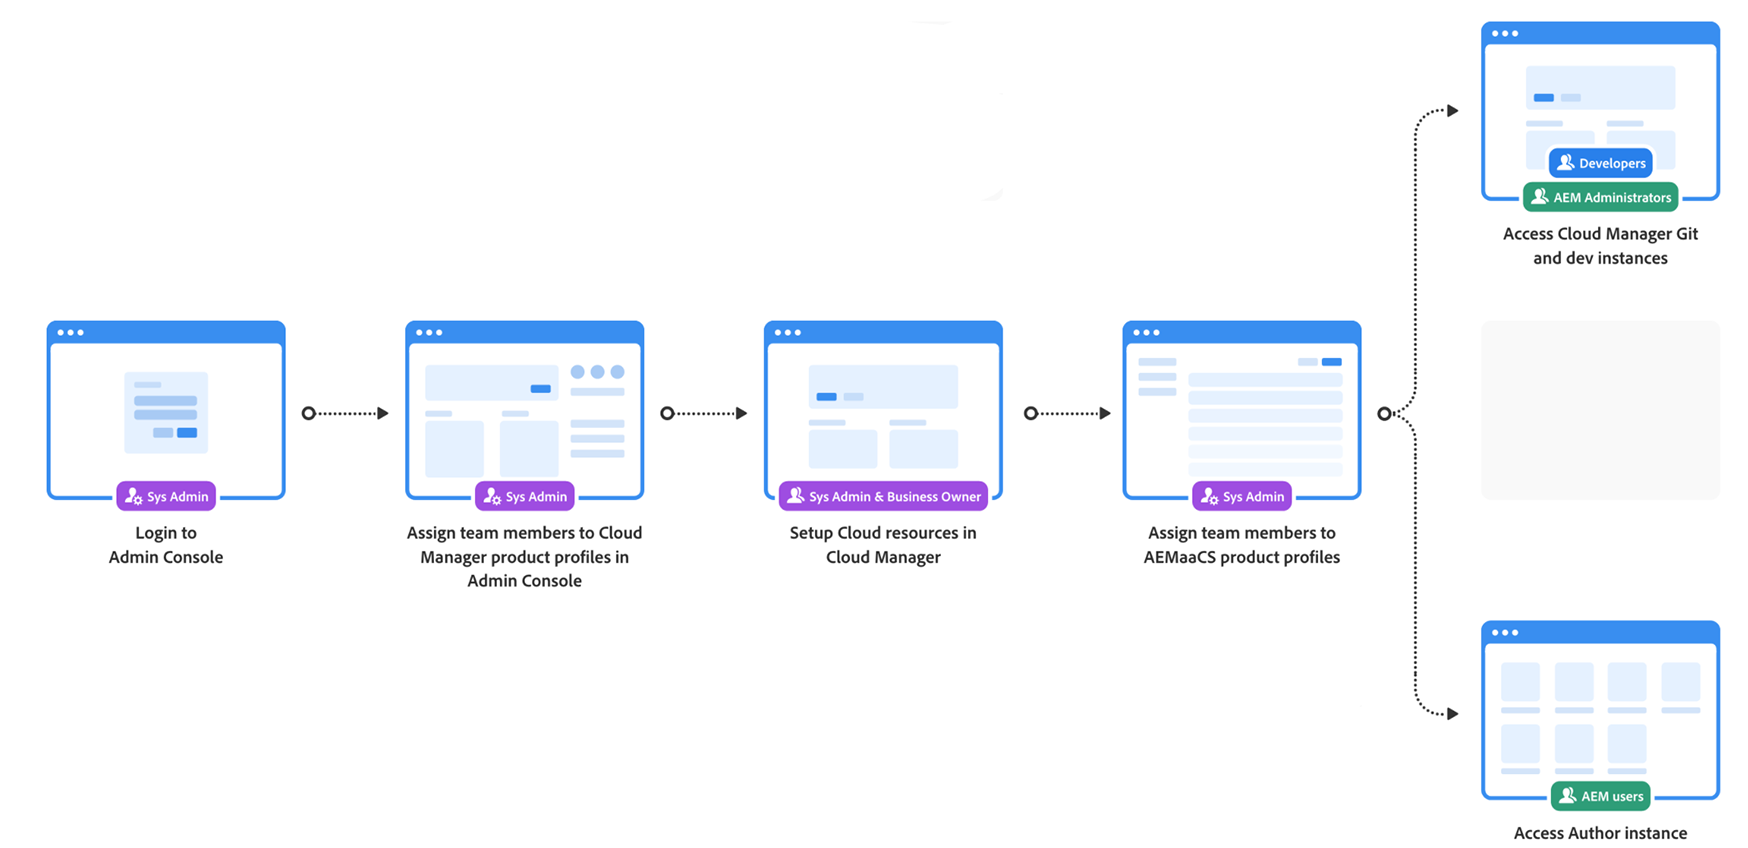 Developers
AEM Administrators
Access Cloud Manager Git
and dev instances
Sys Admin
Login to
Admin Console
Sys Admin
Assign team members to Cloud
Manager product profiles in
Admin Console
Sys Admin & Business Owner
Setup Cloud resources in
Cloud Manager
Sys Admin
Assign team members to
AEMaaCS product profiles
AEM users
Access Author instance